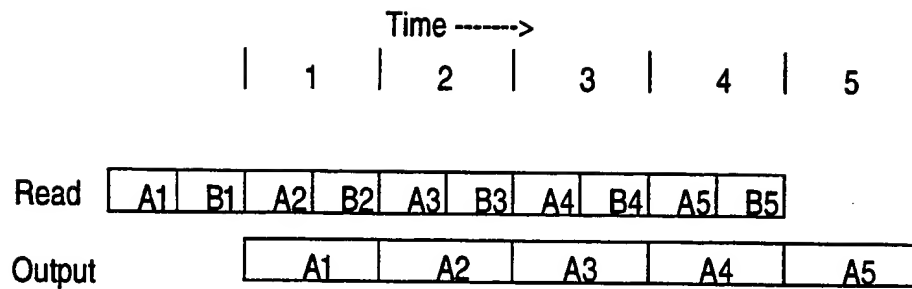 Time ------->
| 1 | 2 | 3 | 4 | 5
Read A1 B1 A2 B2 A3 B3 A4 B4 A5 B5
Output A1 A2 A3 A4 A5